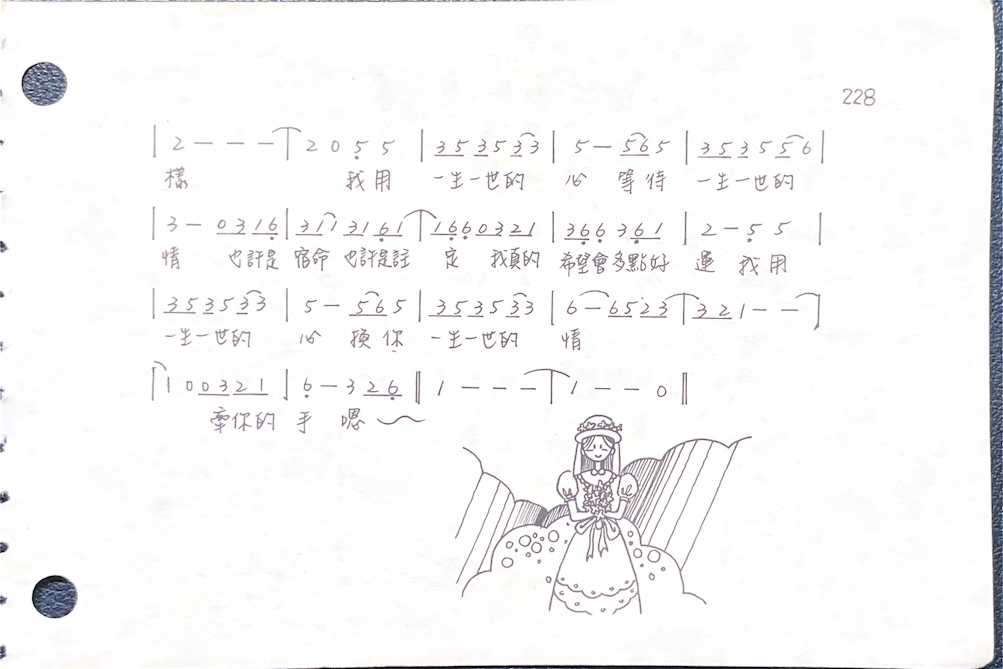 228
| 2 — — — | 2 0 5̣ 5 | 3 5 3 5 3 3 | 5 — 5 6 5 | 3 5 3 5 5 6 |
樣 我用 一生一世的 心 等待 一生一世的
| 3 — 0 3 1 6̣ | 3 1 1 3 1 6̣ 1 | 1 6̣ 6̣ 0 3 2 1 | 3 6̣ 6̣ 3 6̣ 1 | 2 — 5̣ 5 |
情 也許是 宿命 也許是註 定 我真的 希望會多點好 運 我用
| 3 5 3 5 3 3 | 5 — 5 6 5 | 3 5 3 5 3 3 | 6 — 6 5 2 3 | 3 2 1 — — |
一生一世的 心 換你 一生一世的 情
| 1 0 0 3 2 1 | 6̣ — 3 2 6̣ ‖ 1 — — — | 1 — — 0 ‖
牽你的 手 嗯～